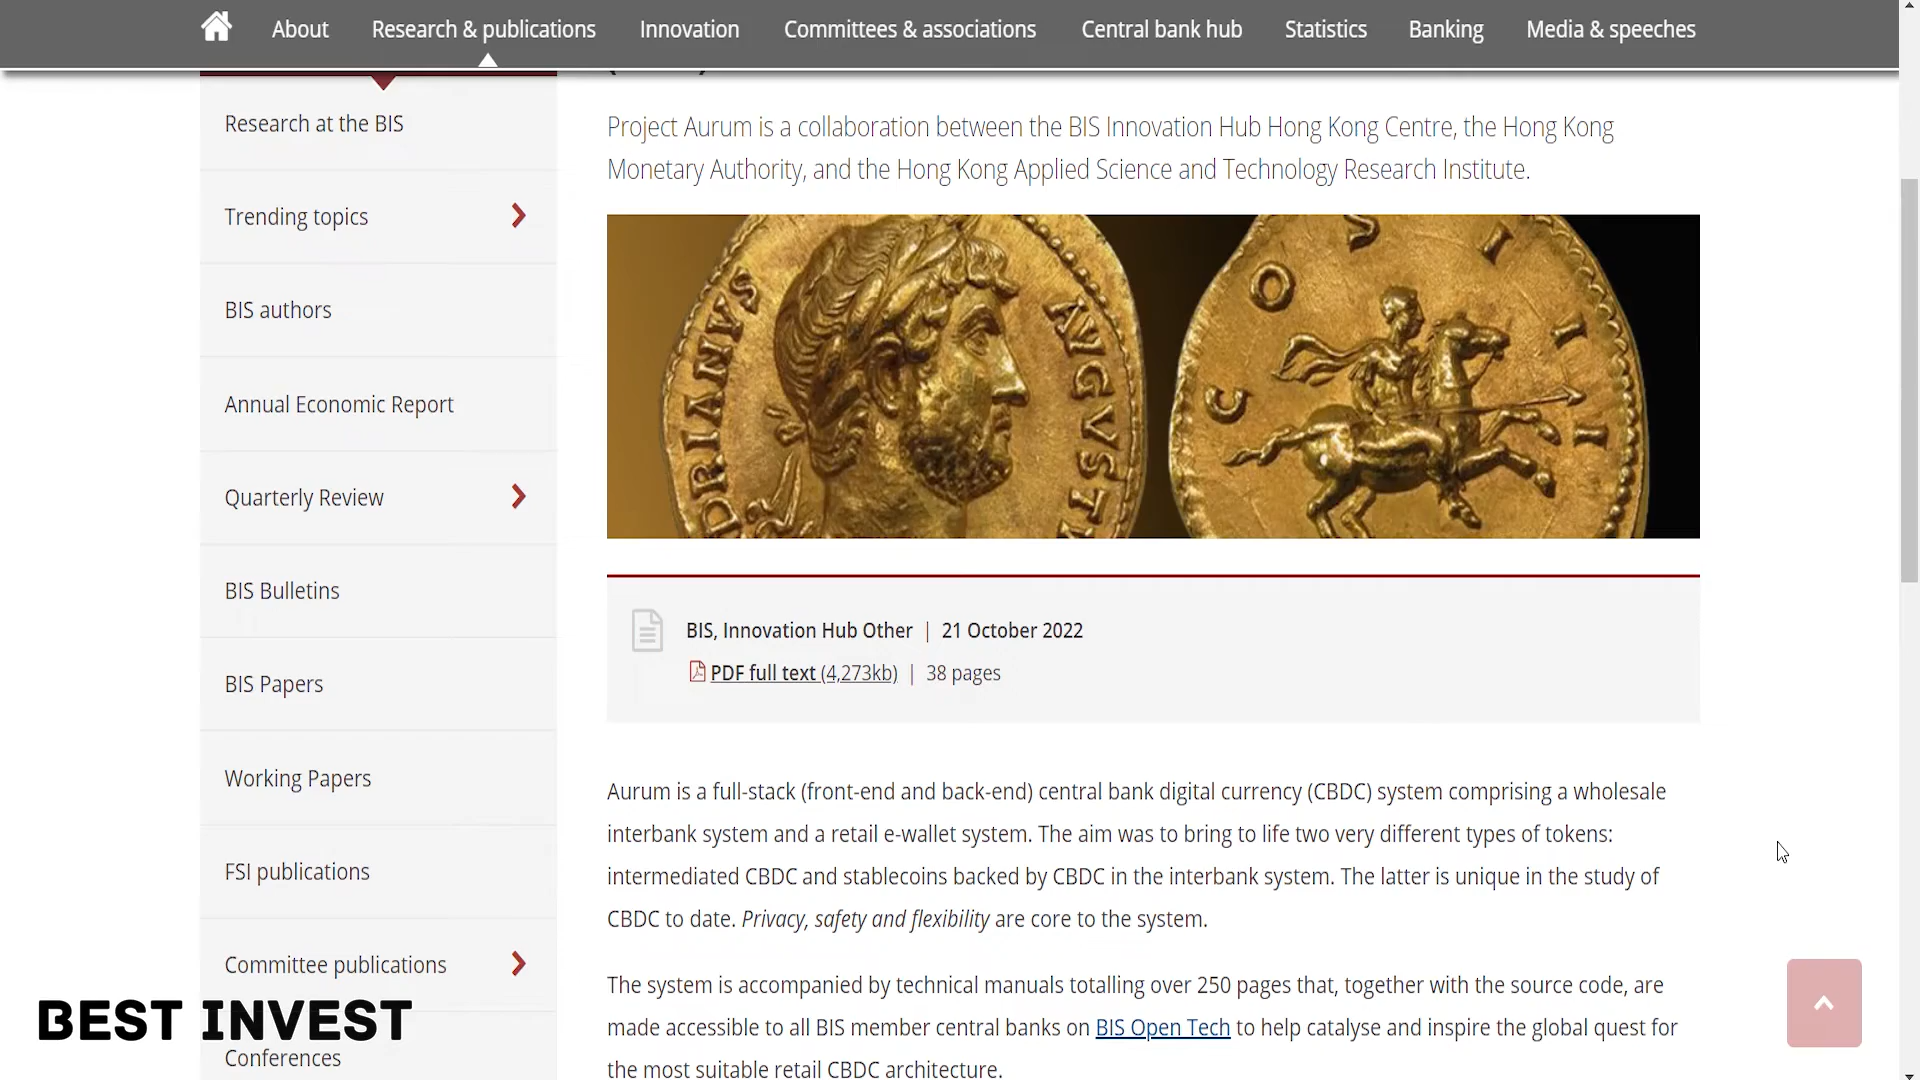 About Research & publications Innovation Committees & associations Central bank hub Statistics Banking Media & speeches
Research at the BIS
Trending topics
BIS authors
Annual Economic Report
Quarterly Review
BIS Bulletins
BIS Papers
Working Papers
FSI publications
Committee publications
Conferences
Project Aurum is a collaboration between the BIS Innovation Hub Hong Kong Centre, the Hong Kong
Monetary Authority, and the Hong Kong Applied Science and Technology Research Institute.
DRIANVS AVGVST
COS III
BIS, Innovation Hub Other | 21 October 2022
PDF full text (4,273kb) | 38 pages
Aurum is a full-stack (front-end and back-end) central bank digital currency (CBDC) system comprising a wholesale
interbank system and a retail e-wallet system. The aim was to bring to life two very different types of tokens:
intermediated CBDC and stablecoins backed by CBDC in the interbank system. The latter is unique in the study of
CBDC to date. Privacy, safety and flexibility are core to the system.
The system is accompanied by technical manuals totalling over 250 pages that, together with the source code, are
made accessible to all BIS member central banks on BIS Open Tech to help catalyse and inspire the global quest for
the most suitable retail CBDC architecture.
BEST INVEST